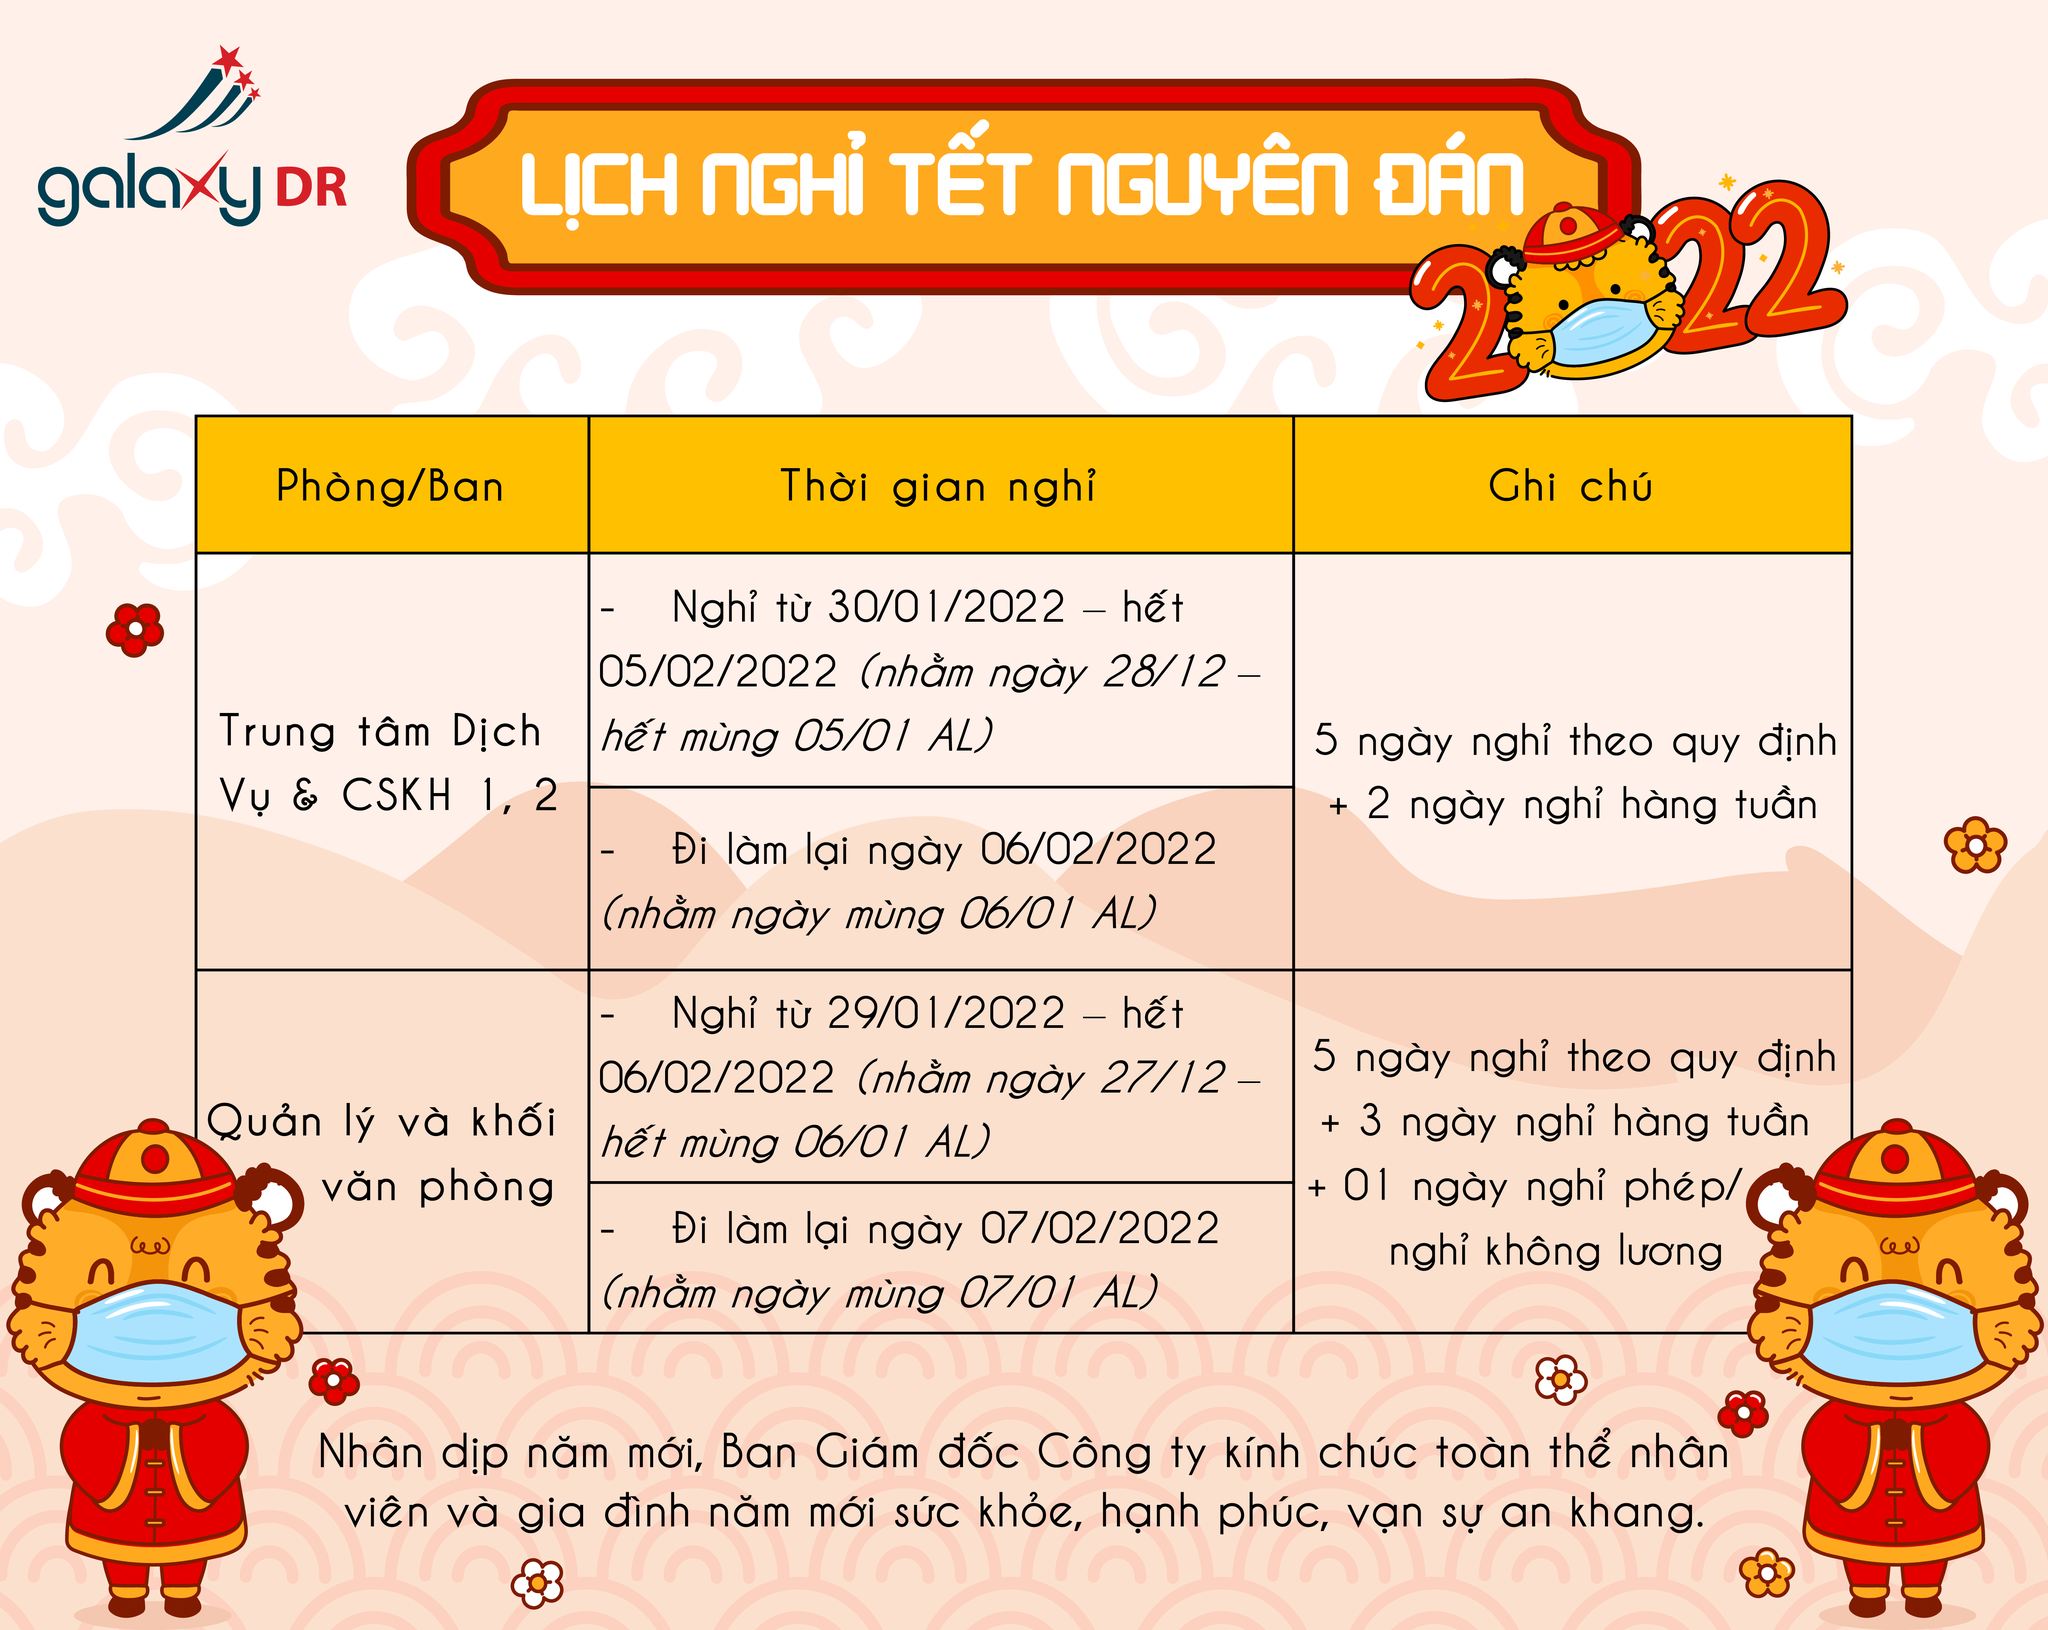 galaxy DR
LỊCH NGHỈ TẾT NGUYÊN ĐÁN
2022
Phòng/Ban
Thời gian nghỉ
Ghi chú
Trung tâm Dịch
Vụ & CSKH 1, 2
- Nghỉ từ 30/01/2022 – hết
05/02/2022 (nhằm ngày 28/12 –
hết mùng 05/01 AL)
- Đi làm lại ngày 06/02/2022
(nhằm ngày mùng 06/01 AL)
5 ngày nghỉ theo quy định
+ 2 ngày nghỉ hàng tuần
Quản lý và khối
văn phòng
- Nghỉ từ 29/01/2022 – hết
06/02/2022 (nhằm ngày 27/12 –
hết mùng 06/01 AL)
- Đi làm lại ngày 07/02/2022
(nhằm ngày mùng 07/01 AL)
5 ngày nghỉ theo quy định
+ 3 ngày nghỉ hàng tuần
+ 01 ngày nghỉ phép/
nghỉ không lương
Nhân dịp năm mới, Ban Giám đốc Công ty kính chúc toàn thể nhân
viên và gia đình năm mới sức khỏe, hạnh phúc, vạn sự an khang.